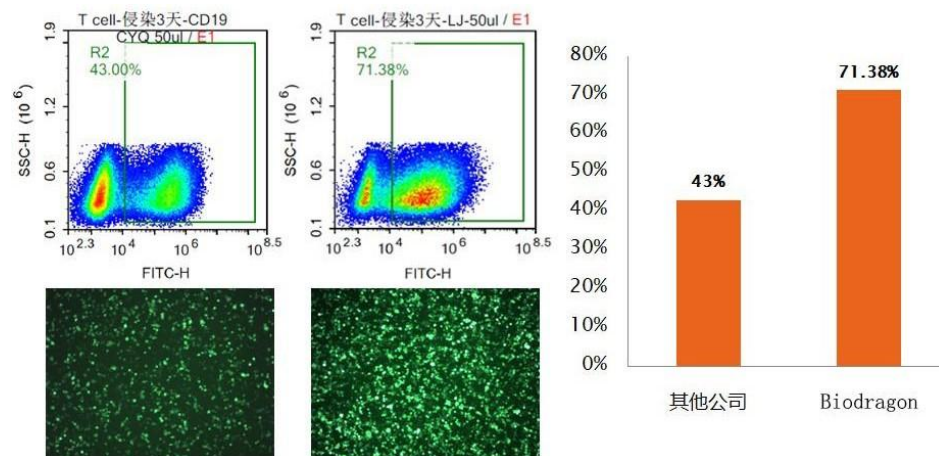 T cell-侵染3天-CD19
CYQ 50ul / E1
R2
43.00%
SSC-H (10^6)
1.9
1.2
0.6
0.1
10^2.3
10^4
10^6
10^8.5
FITC-H
T cell-侵染3天-LJ-50ul / E1
R2
71.38%
SSC-H (10^6)
1.9
1.2
0.6
0.1
10^2.3
10^4
10^6
10^8.5
FITC-H
80%
70%
60%
50%
40%
30%
20%
10%
0%
43%
71.38%
其他公司
Biodragon